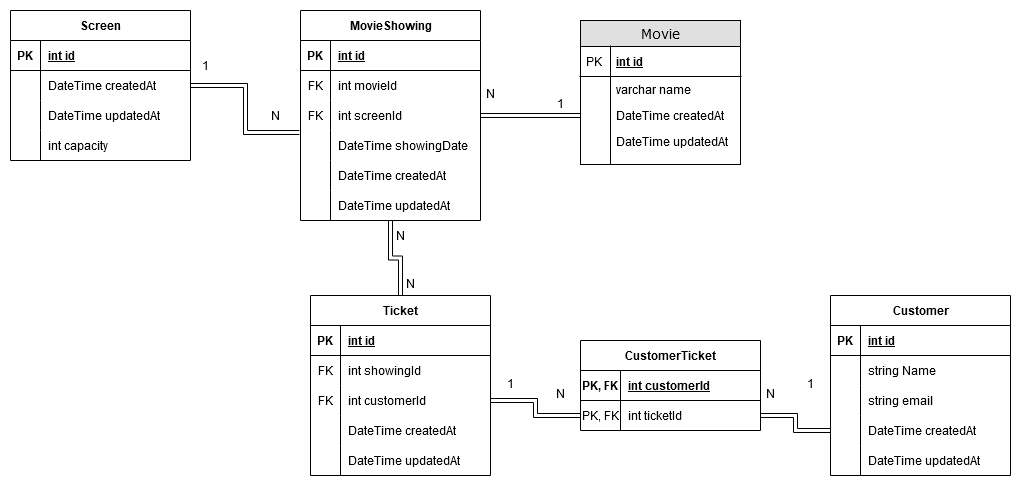 Screen
PK int id
DateTime createdAt
DateTime updatedAt
int capacity
1
N
MovieShowing
PK int id
FK int movieId
FK int screenId
DateTime showingDate
DateTime createdAt
DateTime updatedAt
N
1
Movie
PK int id
varchar name
DateTime createdAt
DateTime updatedAt
N
N
Ticket
PK int id
FK int showingId
FK int customerId
DateTime createdAt
DateTime updatedAt
1
N
CustomerTicket
PK, FK int customerId
PK, FK int ticketId
N
1
Customer
PK int id
string Name
string email
DateTime createdAt
DateTime updatedAt